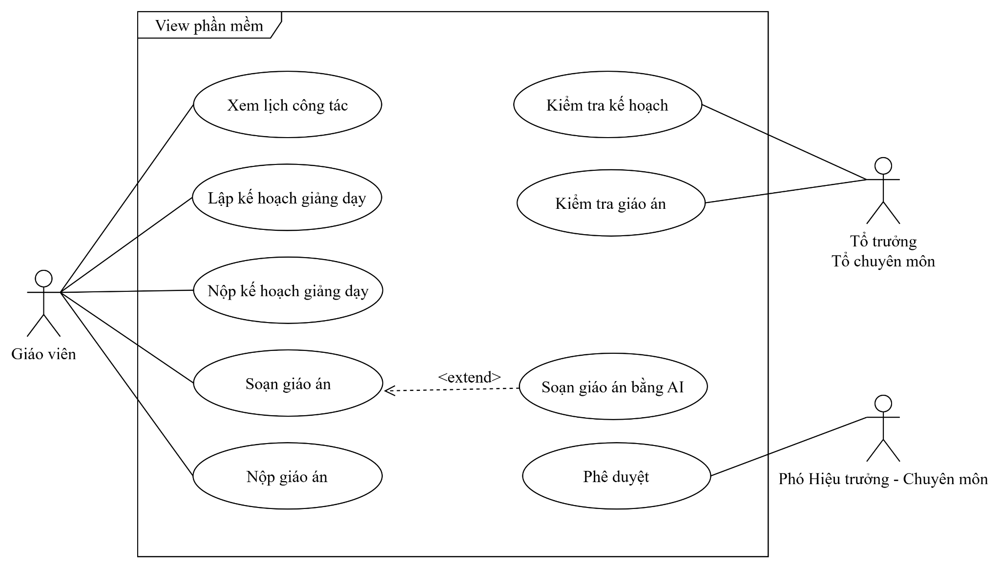 View phần mềm
Xem lịch công tác
Kiểm tra kế hoạch
Lập kế hoạch giảng dạy
Kiểm tra giáo án
Tổ trưởng
Tổ chuyên môn
Nộp kế hoạch giảng dạy
Giáo viên
Soạn giáo án
<extend>
Soạn giáo án bằng AI
Nộp giáo án
Phê duyệt
Phó Hiệu trưởng - Chuyên môn